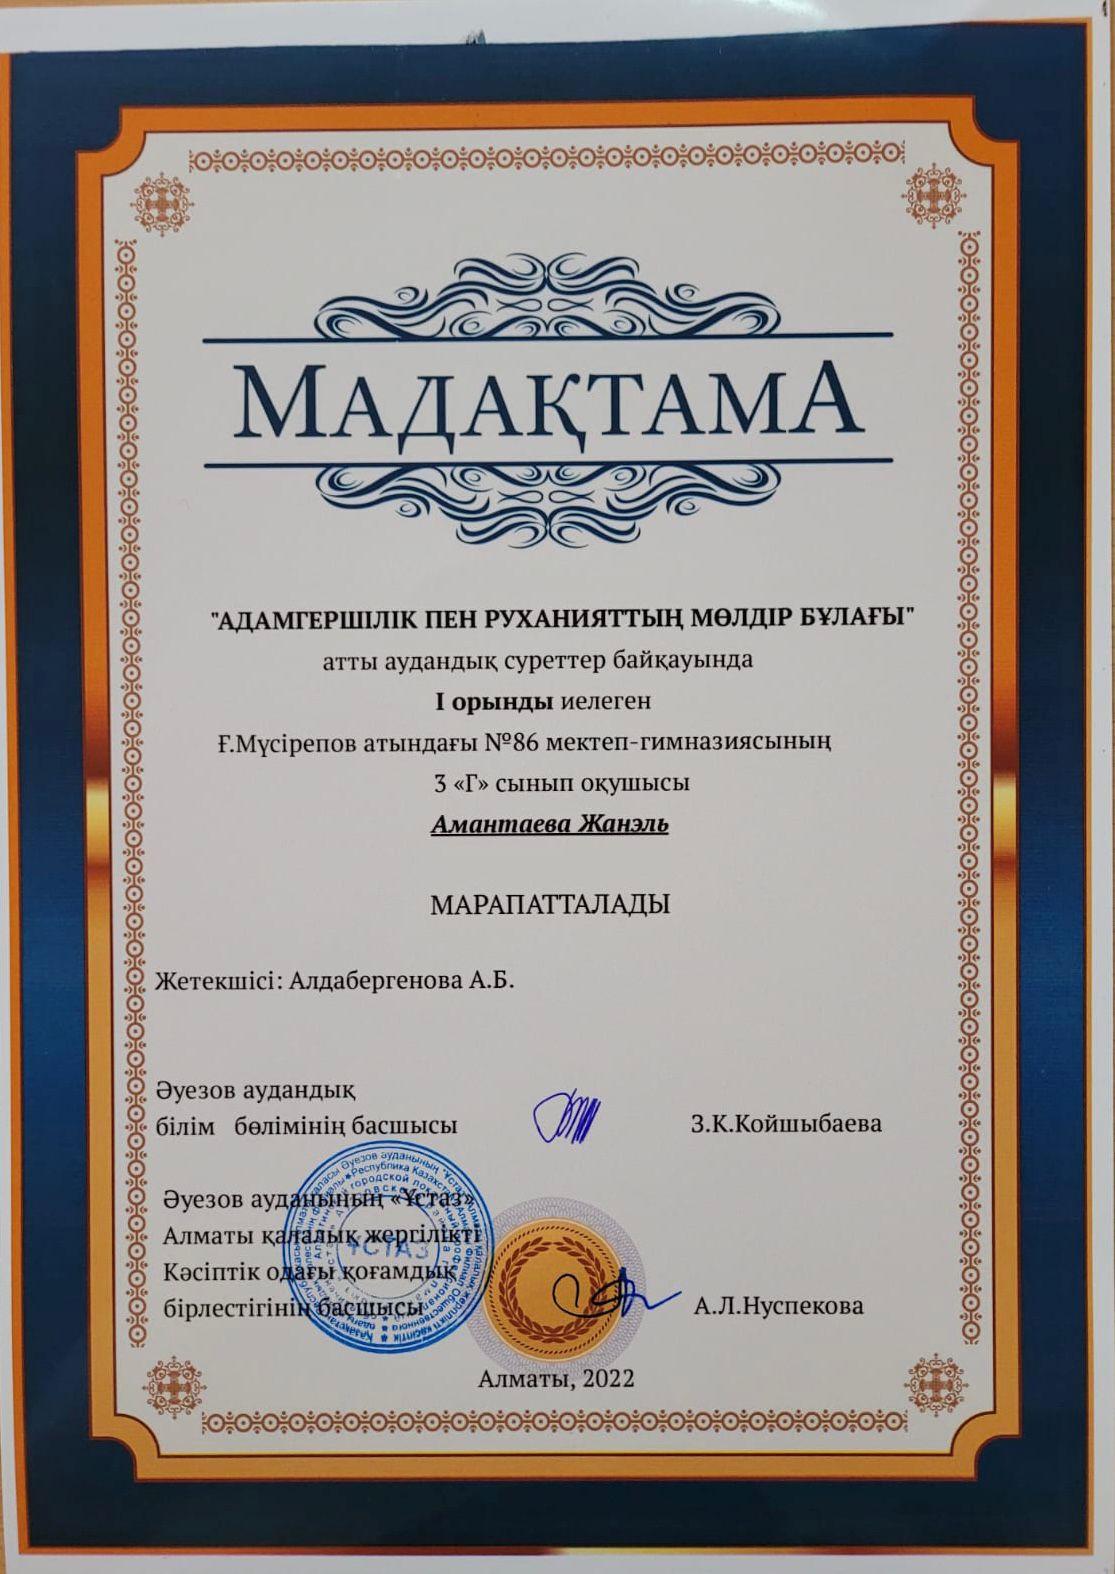 МАДАҚТАМА
"АДАМГЕРШІЛІК ПЕН РУХАНИЯТТЫҢ МӨЛДІР БҰЛАҒЫ"
атты аудандық суреттер байқауында
І орынды иелеген
Ғ.Мүсірепов атындағы №86 мектеп-гимназиясының
3 «Г» сынып оқушысы
Амантаева Жанэль
МАРАПАТТАЛАДЫ
Жетекшісі: Алдабергенова А.Б.
Әуезов аудандық
білім бөлімінің басшысы З.К.Койшыбаева
Әуезов ауданының «Ұстаз»
Алматы қалалық жергілікті
Кәсіптік одағы қоғамдық
бірлестігінің басшысы А.Л.Нуспекова
ҰСТАЗ
Алматы, 2022